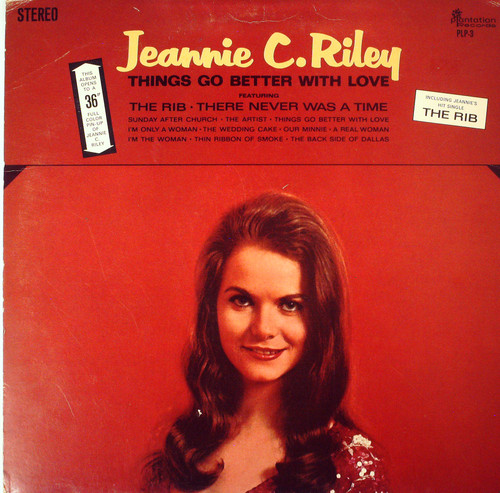 STEREO
Plantation
RECORDS
PLP-3
Jeannie C. Riley
THINGS GO BETTER WITH LOVE
FEATURING
THE RIB • THERE NEVER WAS A TIME
SUNDAY AFTER CHURCH • THE ARTIST • THINGS GO BETTER WITH LOVE
I'M ONLY A WOMAN • THE WEDDING CAKE • OUR MINNIE • A REAL WOMAN
I'M THE WOMAN • THIN RIBBON OF SMOKE • THE BACK SIDE OF DALLAS
THIS
ALBUM
OPENS
TO A
36"
FULL
COLOR
PIN-UP
OF
JEANNIE
C.
RILEY
INCLUDING JEANNIE'S
HIT SINGLE
THE RIB